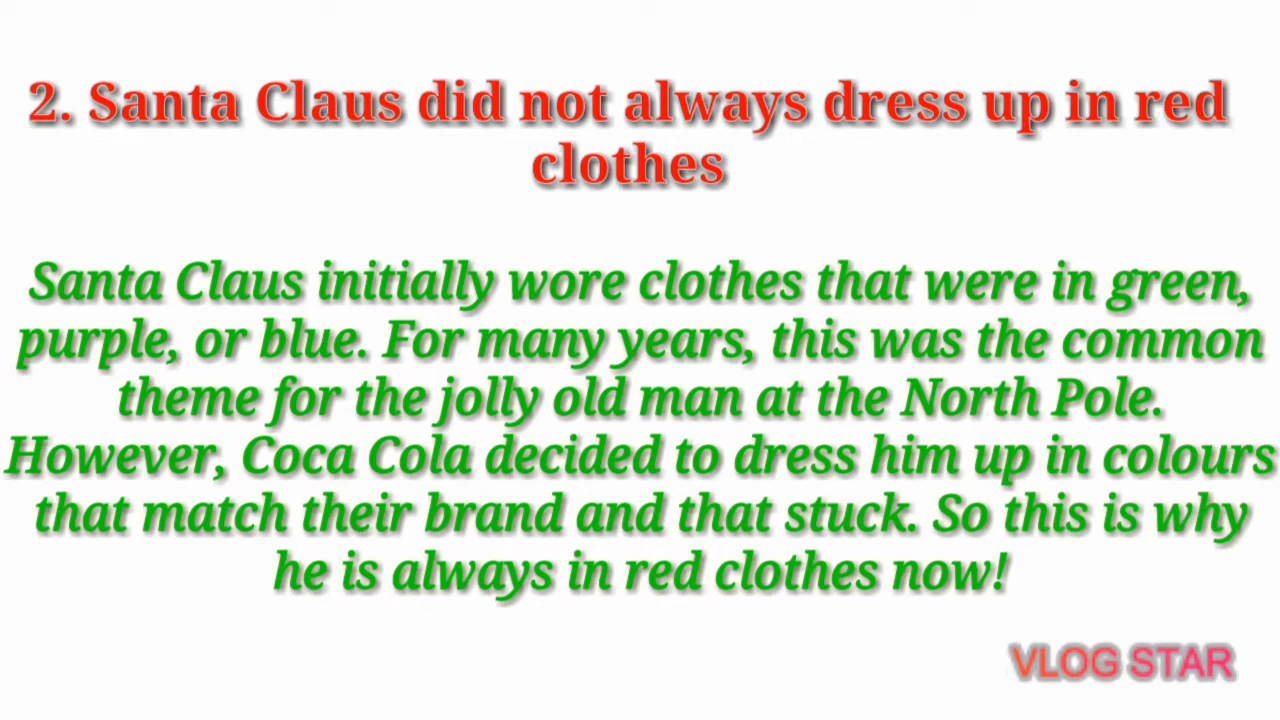 2. Santa Claus did not always dress up in red
clothes
Santa Claus initially wore clothes that were in green,
purple, or blue. For many years, this was the common
theme for the jolly old man at the North Pole.
However, Coca Cola decided to dress him up in colours
that match their brand and that stuck. So this is why
he is always in red clothes now!
VLOG STAR